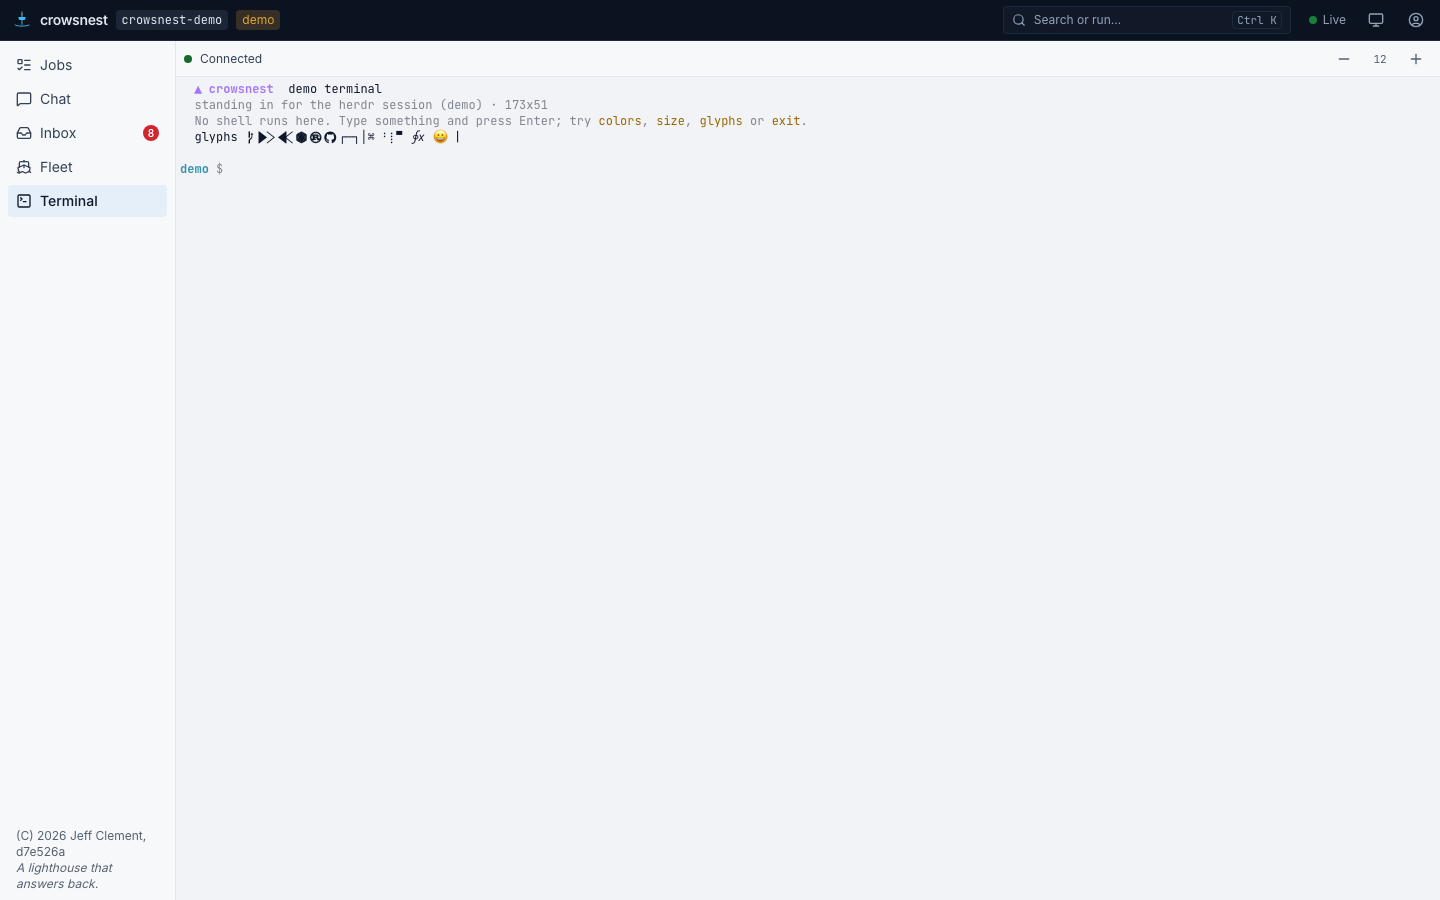 crowsnest crowsnest-demo demo Search or run... Ctrl K Live
Jobs
Chat
Inbox 8
Fleet
Terminal
Connected 12
▲ crowsnest demo terminal
standing in for the herdr session (demo) · 173x51
No shell runs here. Type something and press Enter; try colors, size, glyphs or exit.
glyphs
demo $
(C) 2026 Jeff Clement,
d7e526a
A lighthouse that
answers back.